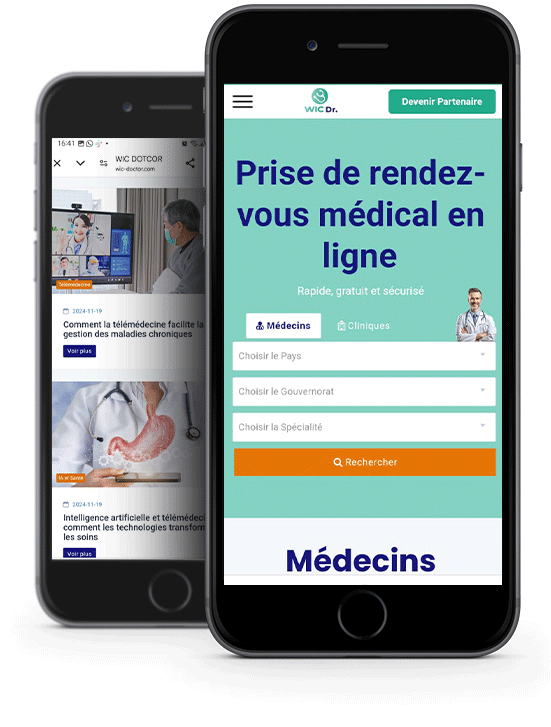 16:41
WIC DOTCOR
wic-doctor.com
Télémedecine
2024-11-19
Comment la télémédecine facilite la
gestion des maladies chroniques
Voir plus
IA et Santé
2024-11-19
Intelligence artificielle et télémédec
comment les technologies transform
les soins
Voir plus
WIC Dr.
Devenir Partenaire
Prise de rendez-
vous médical en
ligne
Rapide, gratuit et sécurisé
Médecins
Cliniques
Choisir le Pays
Choisir le Gouvernorat
Choisir la Spécialité
Rechercher
Médecins